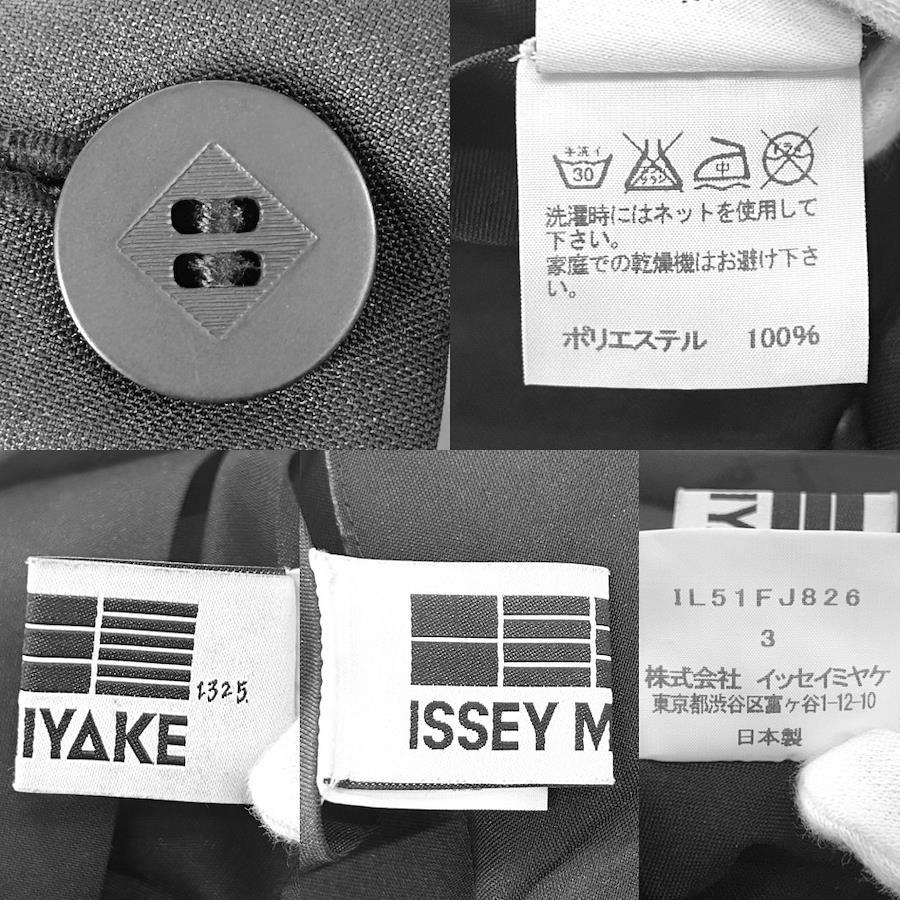 手洗イ
30
中
洗濯時にはネットを使用して
下さい。
家庭での乾燥機はお避け下さ
い。
ポリエステル 100%
1325.
IYAKE
ISSEY M
IY
IL51FJ826
3
株式会社 イッセイミヤケ
東京都渋谷区富ヶ谷1-12-10
日本製